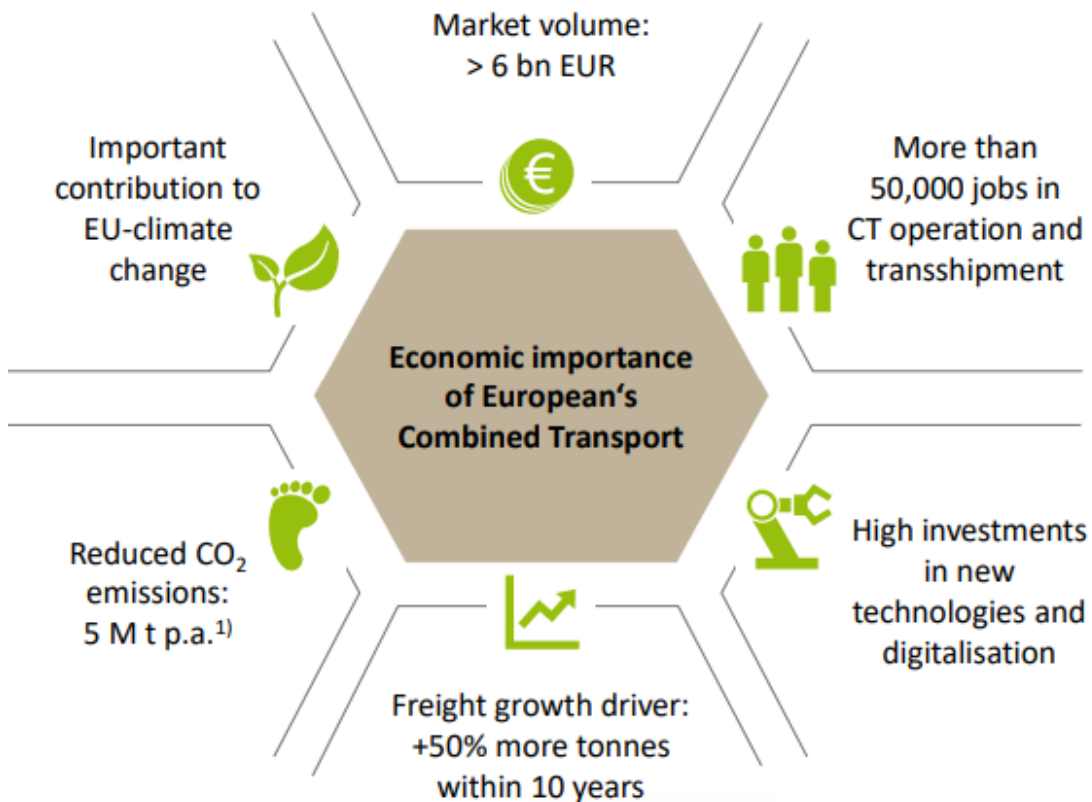 Market volume:
> 6 bn EUR
Important
contribution to
EU-climate
change
€
More than
50,000 jobs in
CT operation and
transshipment
Economic importance
of European‘s
Combined Transport
Reduced CO₂
emissions:
5 M t p.a.¹⁾
High investments
in new
technologies and
digitalisation
Freight growth driver:
+50% more tonnes
within 10 years